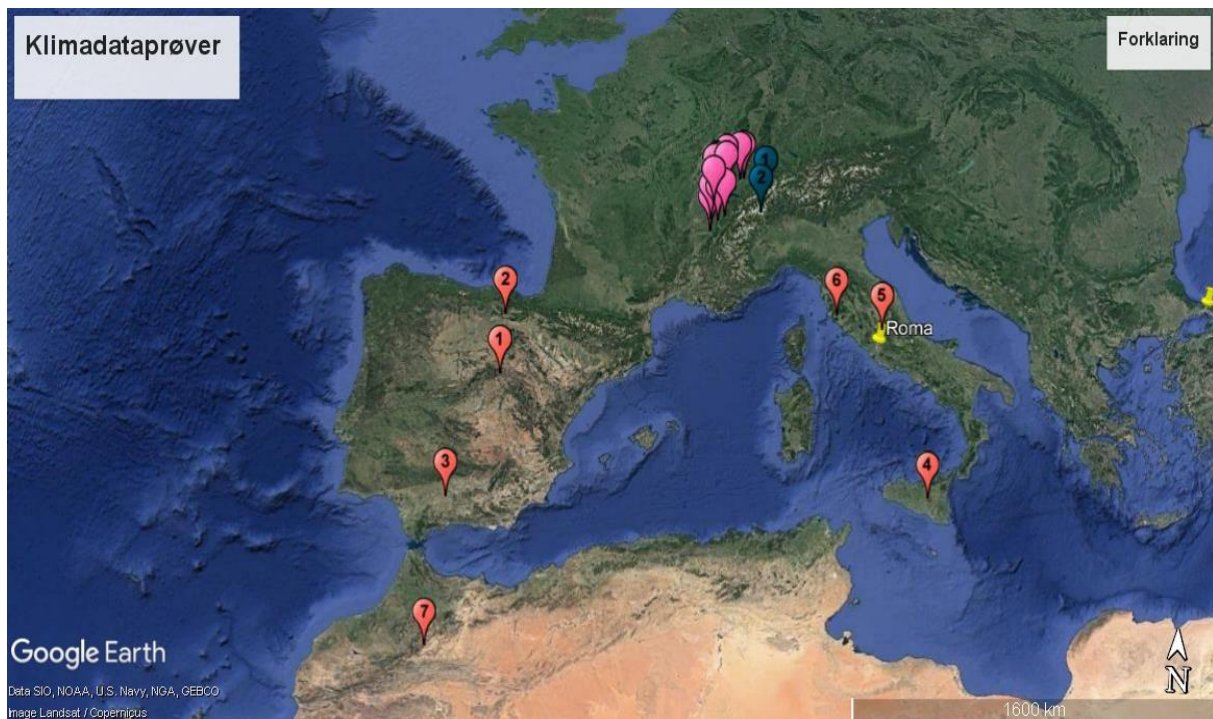 Klimadataprøver
Forklaring
1
2
2
1
6
5
Roma
3
4
7
Google Earth
N
Data SIO, NOAA, U.S. Navy, NGA, GEBCO
Image Landsat / Copernicus
1600 km